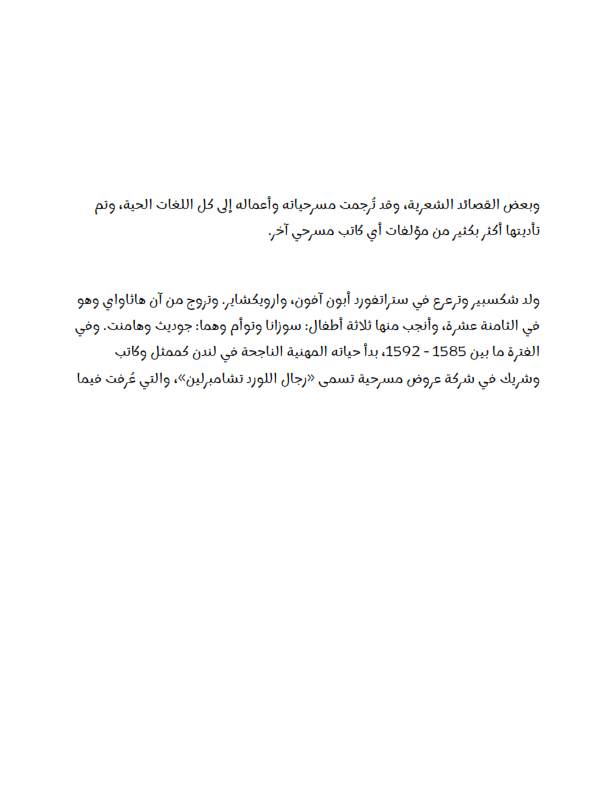 وبعض القصائد الشعرية، وقد تُرجمت مسرحياته وأعماله إلى كل اللغات الحية، وتم
تأديتها أكثر بكثير من مؤلفات أي كاتب مسرحي آخر.
ولد شكسبير وترعرع في ستراتفورد أبون آفون، وارويكشاير. وتزوج من آن هاثاواي وهو
في الثامنة عشرة، وأنجب منها ثلاثة أطفال: سوزانا وتوأم وهما: جوديث وهامنت. وفي
الفترة ما بين 1585 - 1592، بدأ حياته المهنية الناجحة في لندن كممثل وكاتب
وشريك في شركة عروض مسرحية تسمى «رجال اللورد تشامبرلين»، والتي عُرفت فيما